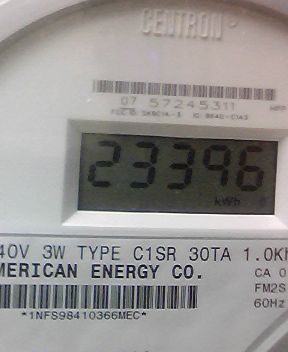 CENTRON
07 57245311
23396
kWh
40V 3W TYPE C1SR 30TA 1.0Kh
MERICAN ENERGY CO.
CA 0
FM2S
60Hz
*1NFS98410366MEC*